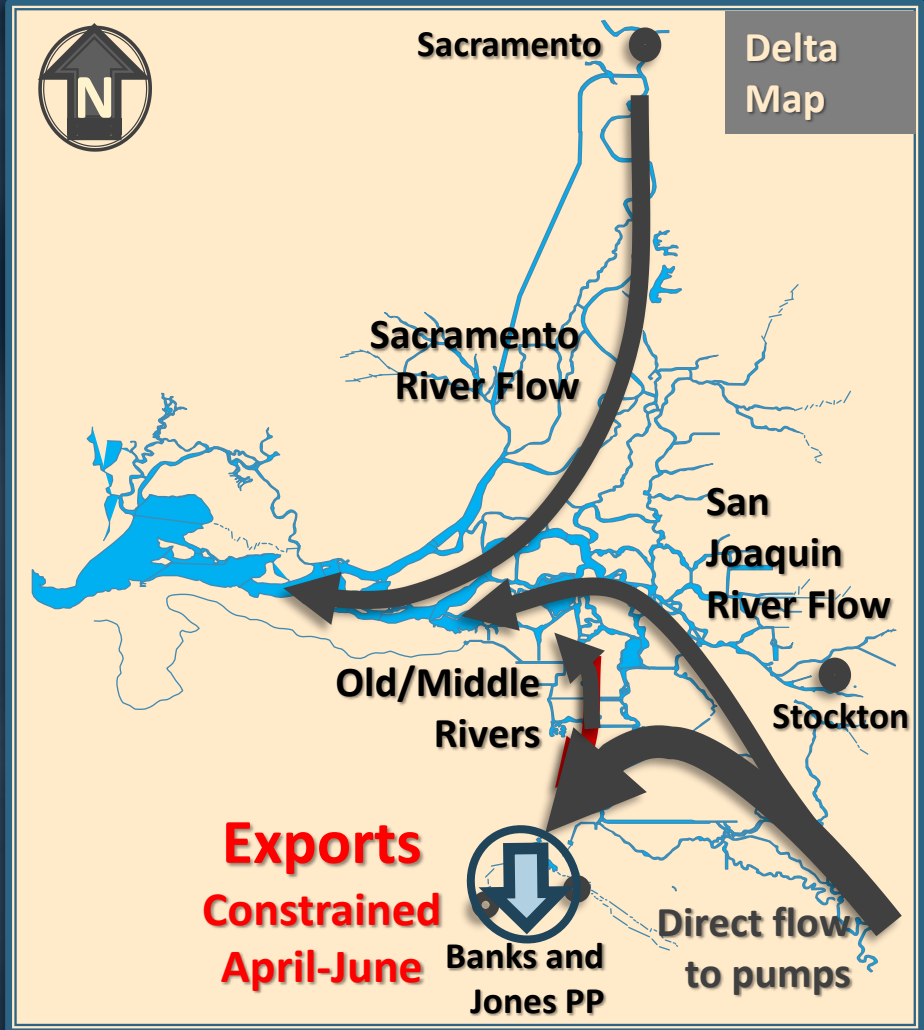 Sacramento
Delta
Map
N
Sacramento
River Flow
San
Joaquin
River Flow
Old/Middle
Rivers
Stockton
Exports
Constrained
April-June
Banks and
Jones PP
Direct flow
to pumps